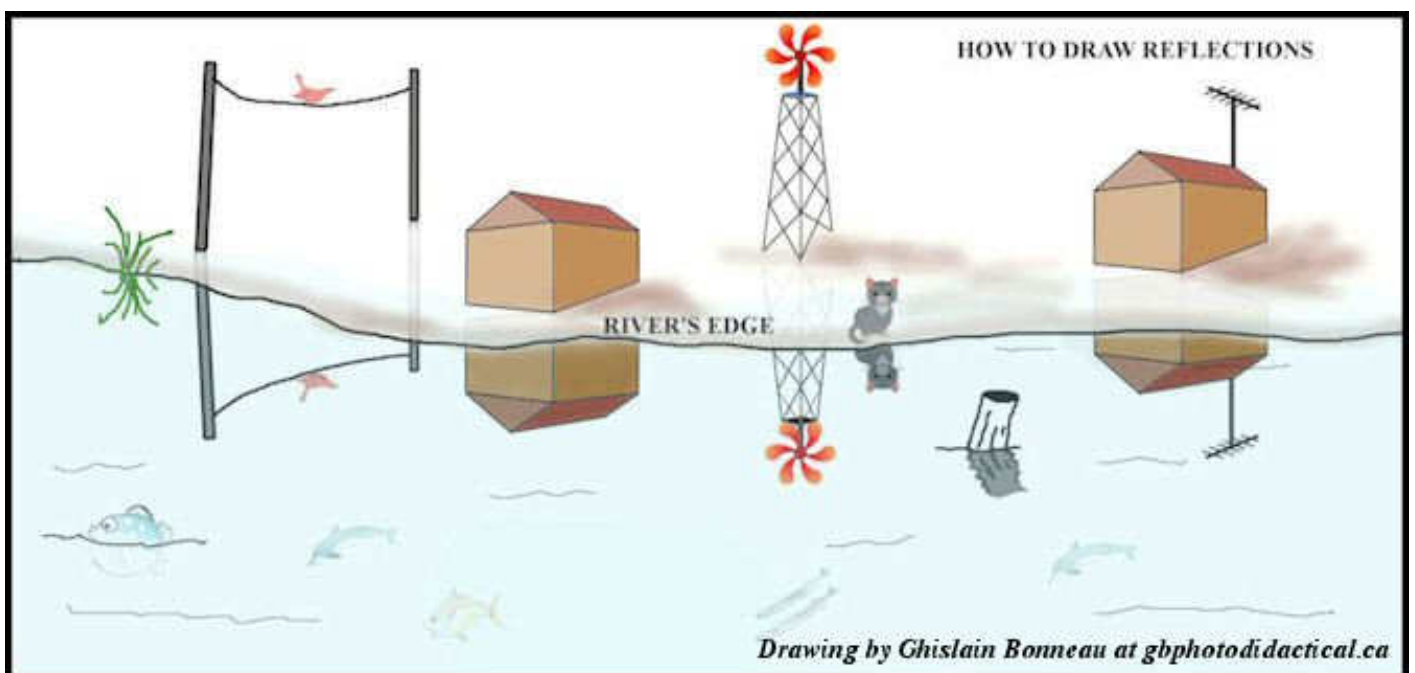 HOW TO DRAW REFLECTIONS
RIVER'S EDGE
Drawing by Ghislain Bonneau at gbphotodidactical.ca